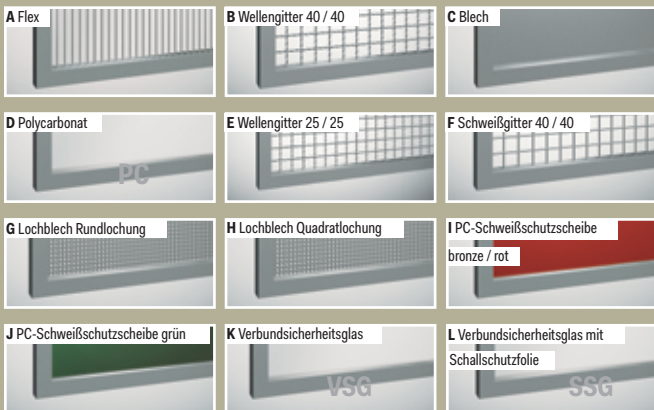 A Flex
B Wellengitter 40 / 40
C Blech
D Polycarbonat
PC
E Wellengitter 25 / 25
F Schweißgitter 40 / 40
G Lochblech Rundlochung
H Lochblech Quadratlochung
I PC-Schweißschutzscheibe
bronze / rot
J PC-Schweißschutzscheibe grün
K Verbundsicherheitsglas
VSG
L Verbundsicherheitsglas mit
Schallschutzfolie
SSG